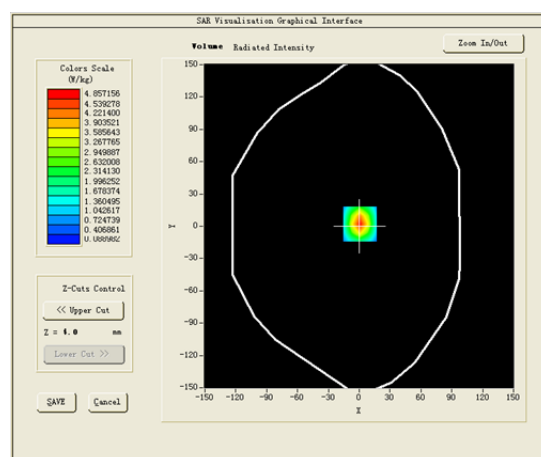 SAR Visualisation Graphical Interface
Volume Radiated Intensity
Zoom In/Out
Colors Scale
(W/kg)
4.857156
4.539278
4.221400
3.903521
3.585643
3.267765
2.949887
2.632008
2.314130
1.996252
1.678374
1.360495
1.042617
0.724739
0.406861
0.088982
Z-Cuts Control
<< Upper Cut
Z = 4.0 mm
Lower Cut >>
SAVE Cancel
150
120
90
60
30
0
-30
-60
-90
-120
-150
Y
-150 -120 -90 -60 -30 0 30 60 90 120 150
X